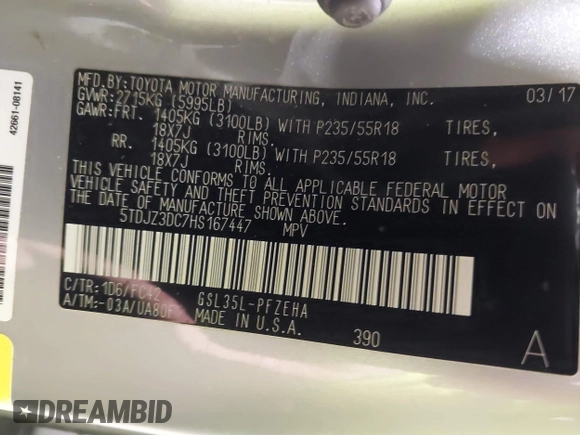 42661-08141
MFD.BY:TOYOTA MOTOR MANUFACTURING, INDIANA, INC. 03/17
GVWR:2715KG (5995LB)
GAWR:FRT. 1405KG (3100LB) WITH P235/55R18 TIRES,
18X7J RIMS.
RR. 1405KG (3100LB) WITH P235/55R18 TIRES,
18X7J RIMS.
THIS VEHICLE CONFORMS TO ALL APPLICABLE FEDERAL MOTOR
VEHICLE SAFETY AND THEFT PREVENTION STANDARDS IN EFFECT ON
THE DATE OF MANUFACTURE SHOWN ABOVE.
5TDJZ3DC7HS167447 MPV
C/TR:1D6/FC42 GSL35L-PFZEHA
A/TM:-03A/UA80F MADE IN U.S.A. 390 A
DREAMBID